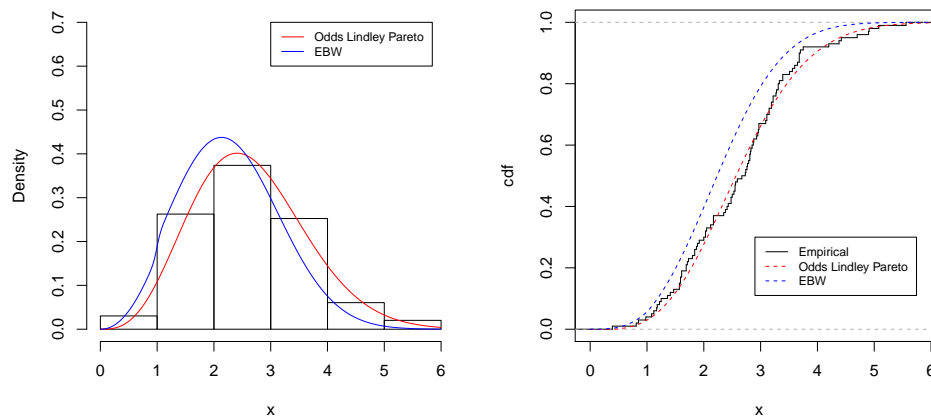 0.7
0.6
0.5
0.4
0.3
0.2
0.1
0.0
Density
0 1 2 3 4 5 6
x
Odds Lindley Pareto
EBW
1.0
0.8
0.6
0.4
0.2
0.0
cdf
0 1 2 3 4 5 6
x
Empirical
Odds Lindley Pareto
EBW